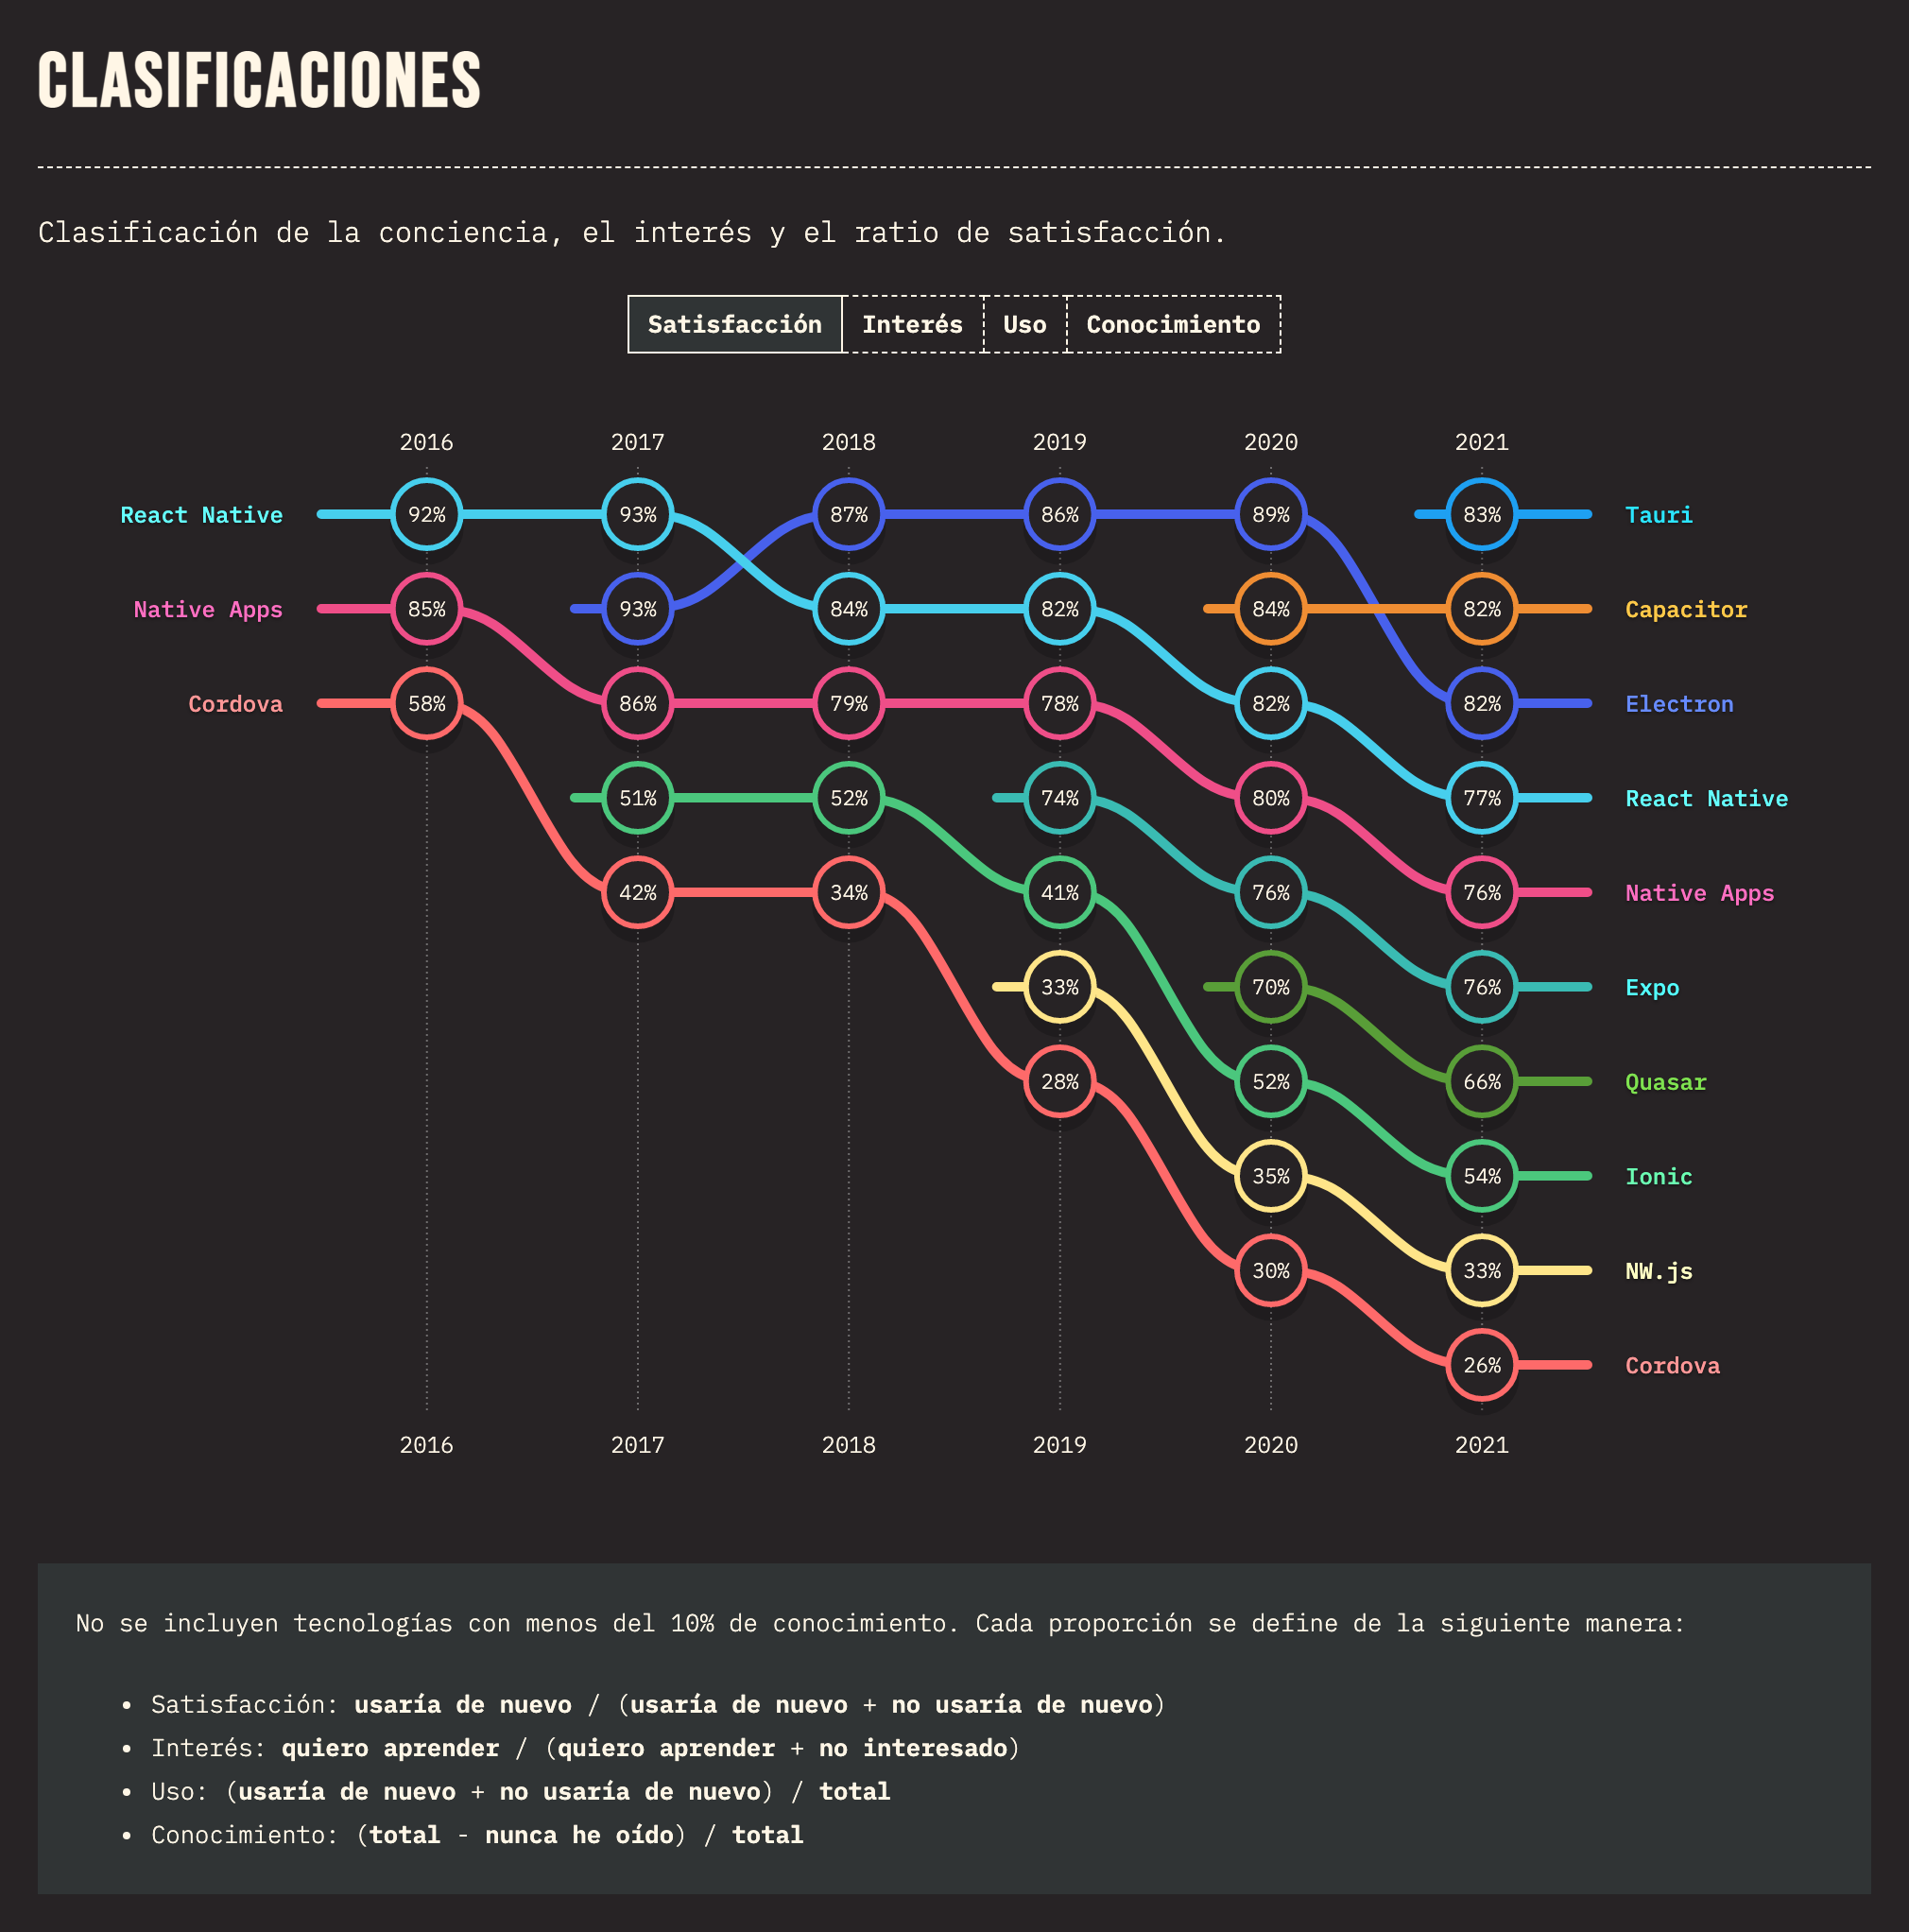 CLASIFICACIONES
Clasificación de la conciencia, el interés y el ratio de satisfacción.
Satisfacción Interés Uso Conocimiento
2016 2017 2018 2019 2020 2021
React Native 92% 93% 87% 86% 89% 83% Tauri
Native Apps 85% 93% 84% 82% 84% 82% Capacitor
Cordova 58% 86% 79% 78% 82% 82% Electron
51% 52% 74% 80% 77% React Native
42% 34% 41% 76% 76% Native Apps
33% 70% 76% Expo
28% 52% 66% Quasar
35% 54% Ionic
30% 33% NW.js
26% Cordova
2016 2017 2018 2019 2020 2021
No se incluyen tecnologías con menos del 10% de conocimiento. Cada proporción se define de la siguiente manera:
• Satisfacción: usaría de nuevo / (usaría de nuevo + no usaría de nuevo)
• Interés: quiero aprender / (quiero aprender + no interesado)
• Uso: (usaría de nuevo + no usaría de nuevo) / total
• Conocimiento: (total - nunca he oído) / total